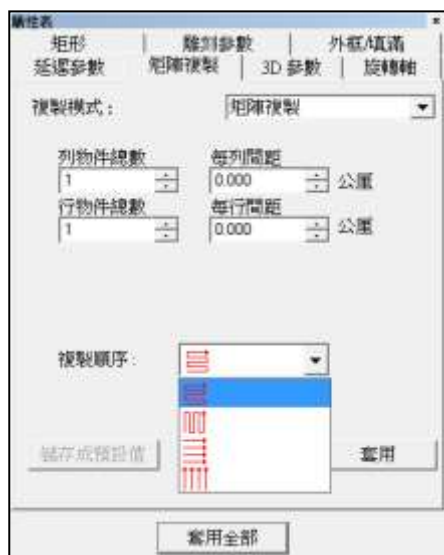 屬性表
矩形 雕刻參數 外框/填滿
延遲參數 矩陣複製 3D 參數 旋轉軸
複製模式： 矩陣複製
列物件總數 每列間距
1 0.000 公厘
行物件總數 每行間距
1 0.000 公厘
複製順序：
儲存成預設值 套用
套用全部